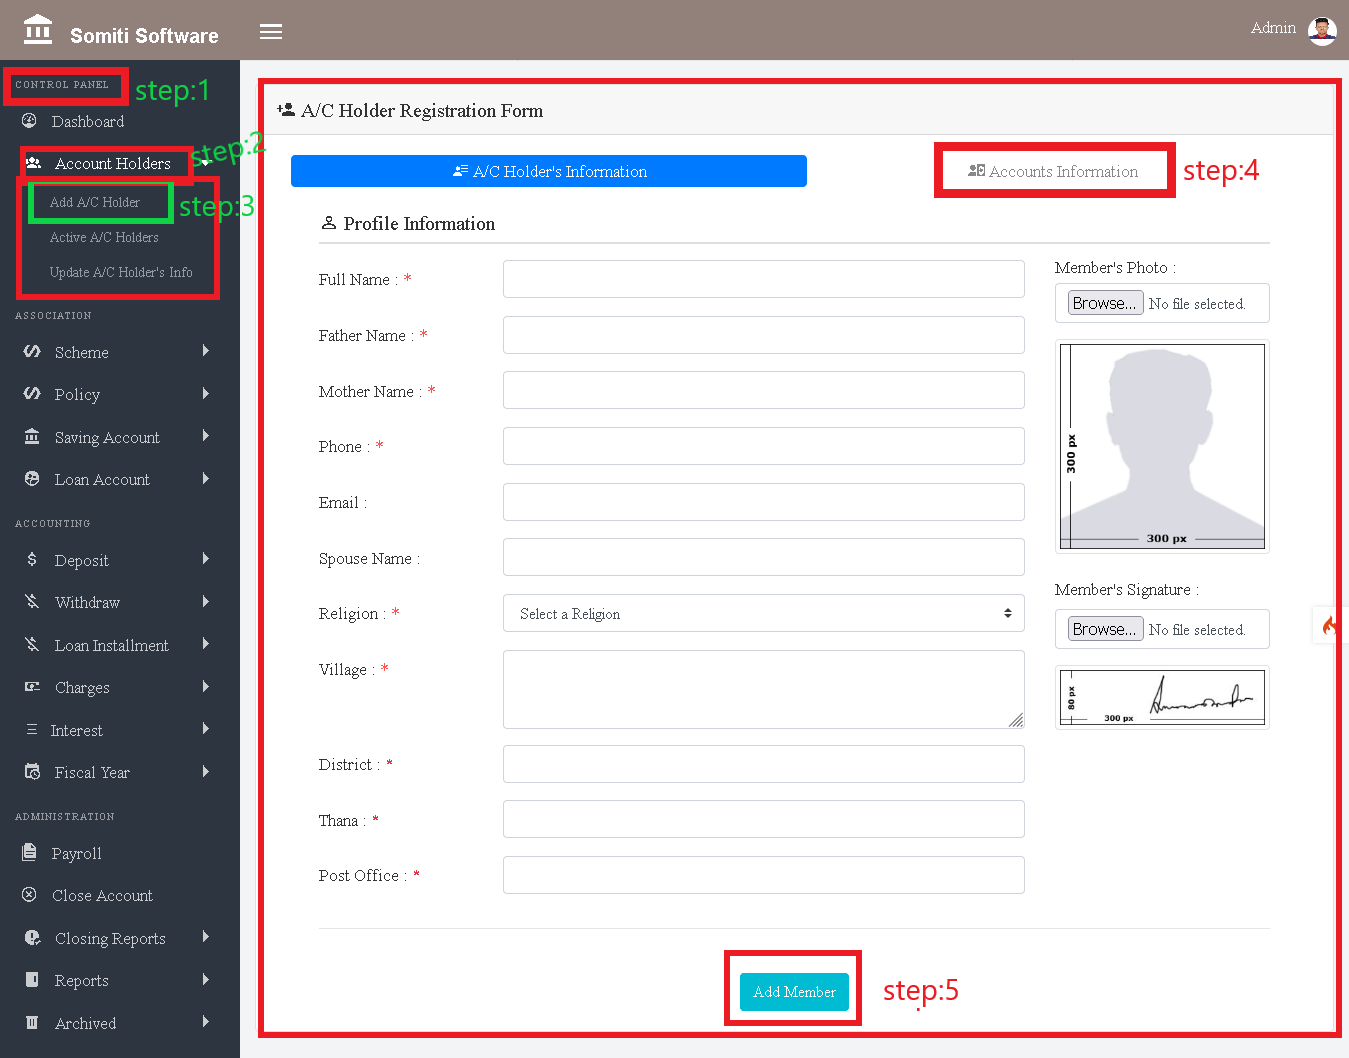 Somiti Software
Admin
CONTROL PANEL
step:1
Dashboard
Account Holders
step:2
Add A/C Holder
step:3
Active A/C Holders
Update A/C Holder's Info
ASSOCIATION
Scheme
Policy
Saving Account
Loan Account
ACCOUNTING
Deposit
Withdraw
Loan Installment
Charges
Interest
Fiscal Year
ADMINISTRATION
Payroll
Close Account
Closing Reports
Reports
Archived
A/C Holder Registration Form
A/C Holder's Information
Accounts Information
step:4
Profile Information
Full Name : *
Father Name : *
Mother Name : *
Phone : *
Email :
Spouse Name :
Religion : *
Select a Religion
Village : *
District : *
Thana : *
Post Office : *
Member's Photo :
Browse... No file selected.
300 px
300 px
Member's Signature :
Browse... No file selected.
80 px
300 px
Add Member
step:5